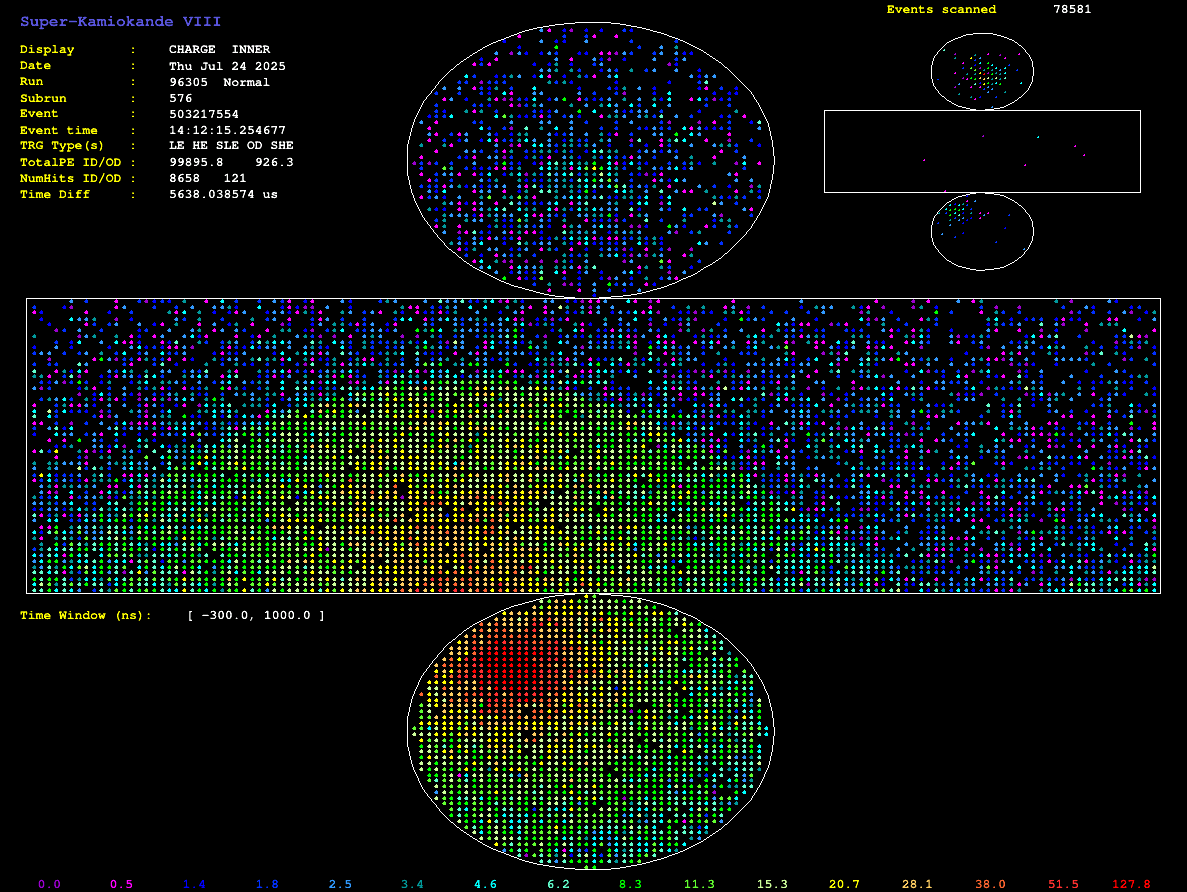 Super-Kamiokande VIII
Events scanned 78581
Display : CHARGE INNER
Date : Thu Jul 24 2025
Run : 96305 Normal
Subrun : 576
Event : 503217554
Event time : 14:12:15.254677
TRG Type(s) : LE HE SLE OD SHE
TotalPE ID/OD : 99895.8 926.3
NumHits ID/OD : 8658 121
Time Diff : 5638.038574 us
Time Window (ns): [ -300.0, 1000.0 ]
0.0 0.5 1.4 1.8 2.5 3.4 4.6 6.2 8.3 11.3 15.3 20.7 28.1 38.0 51.5 127.8